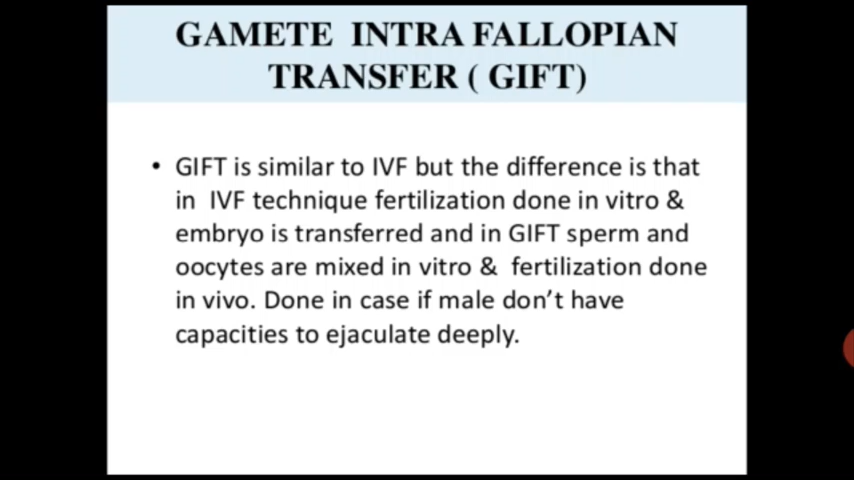 GAMETE INTRA FALLOPIAN
TRANSFER ( GIFT)
• GIFT is similar to IVF but the difference is that
in IVF technique fertilization done in vitro &
embryo is transferred and in GIFT sperm and
oocytes are mixed in vitro & fertilization done
in vivo. Done in case if male don’t have
capacities to ejaculate deeply.